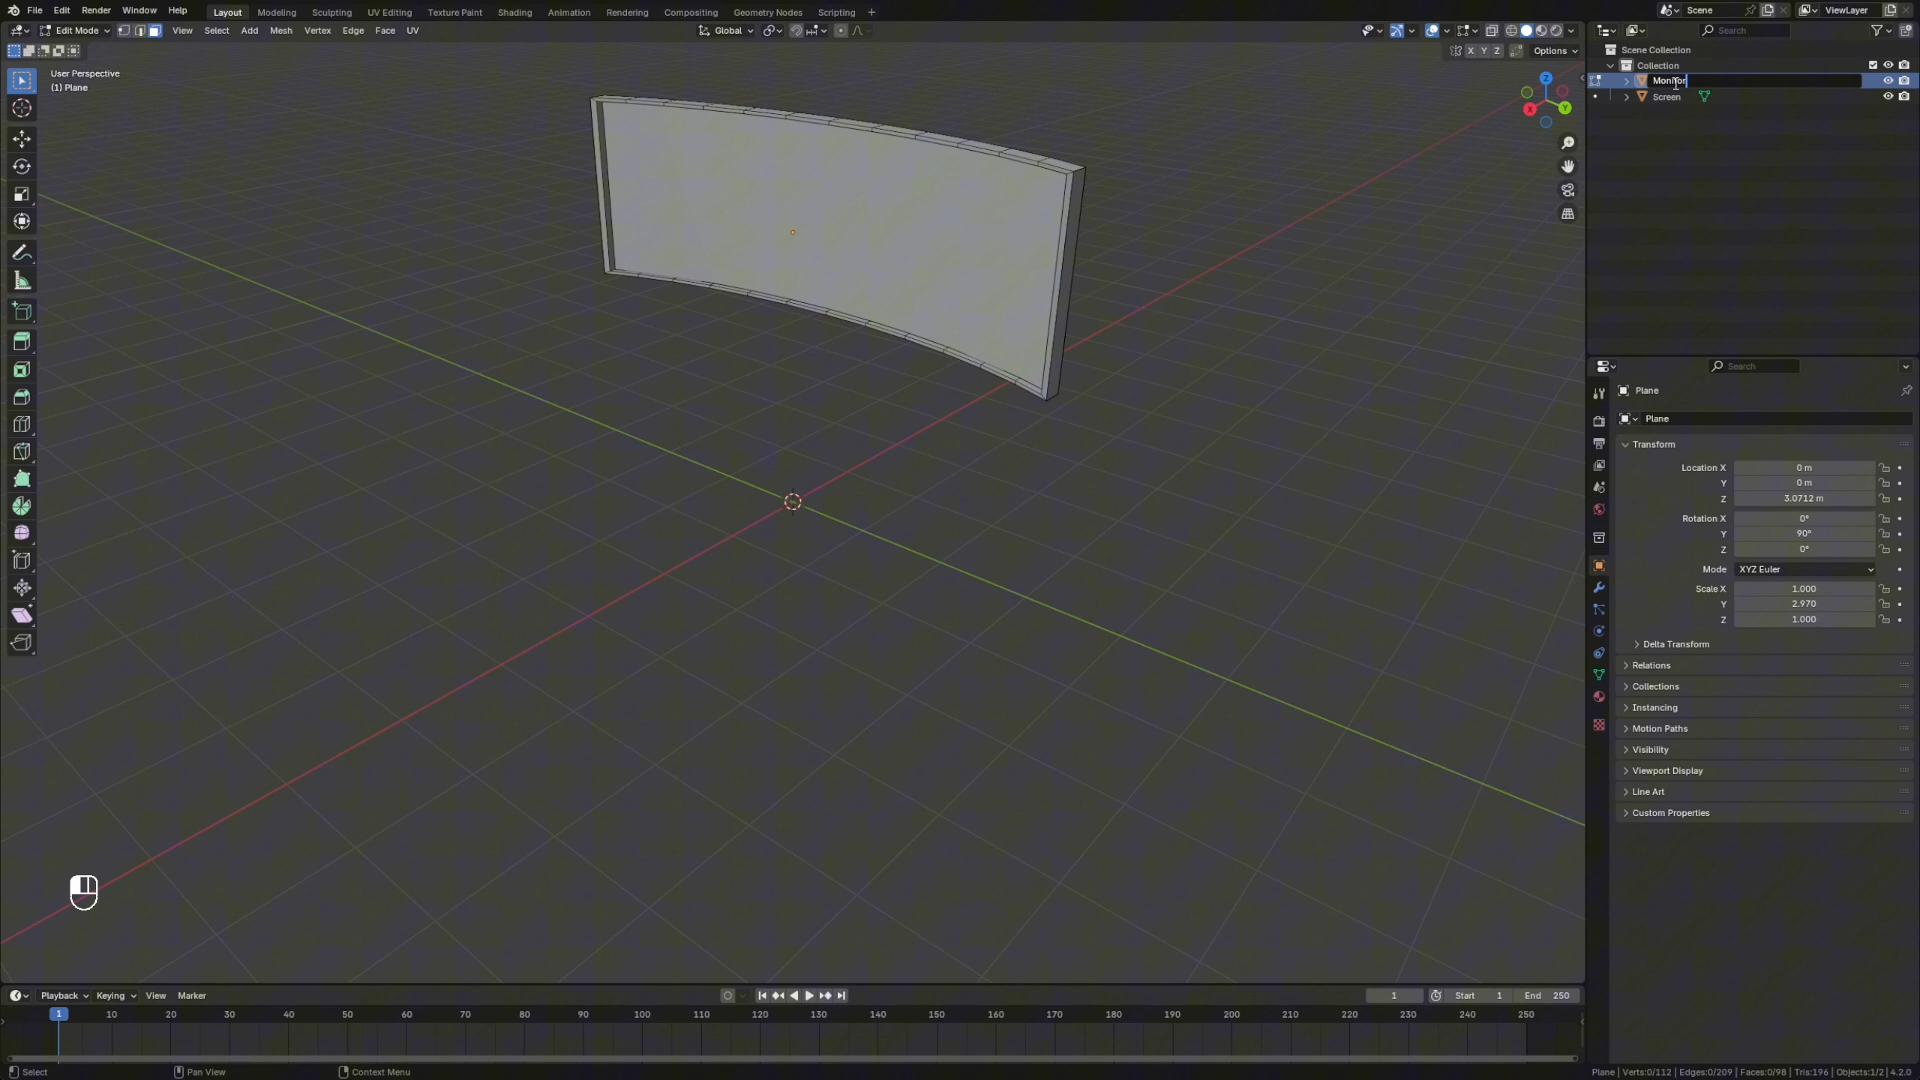 File Edit Render Window Help Layout Modeling Sculpting UV Editing Texture Paint Shading Animation Rendering Compositing Geometry Nodes Scripting + Scene ViewLayer
Edit Mode View Select Add Mesh Vertex Edge Face UV Global Search
X Y Z Options
User Perspective
(1) Plane
Scene Collection
Collection
Monitor
Screen
Z
X
Y
Search
Plane
Plane
Transform
Location X 0 m
Y 0 m
Z 3.0712 m
Rotation X 0°
Y 90°
Z 0°
Mode XYZ Euler
Scale X 1.000
Y 2.970
Z 1.000
Delta Transform
Relations
Collections
Instancing
Motion Paths
Visibility
Viewport Display
Line Art
Custom Properties
Playback Keying View Marker 1 Start 1 End 250
1 10 20 30 40 50 60 70 80 90 100 110 120 130 140 150 160 170 180 190 200 210 220 230 240 250
Select Pan View Context Menu Plane | Verts:0/112 | Edges:0/209 | Faces:0/98 | Tris:196 | Objects:1/2 | 4.2.0